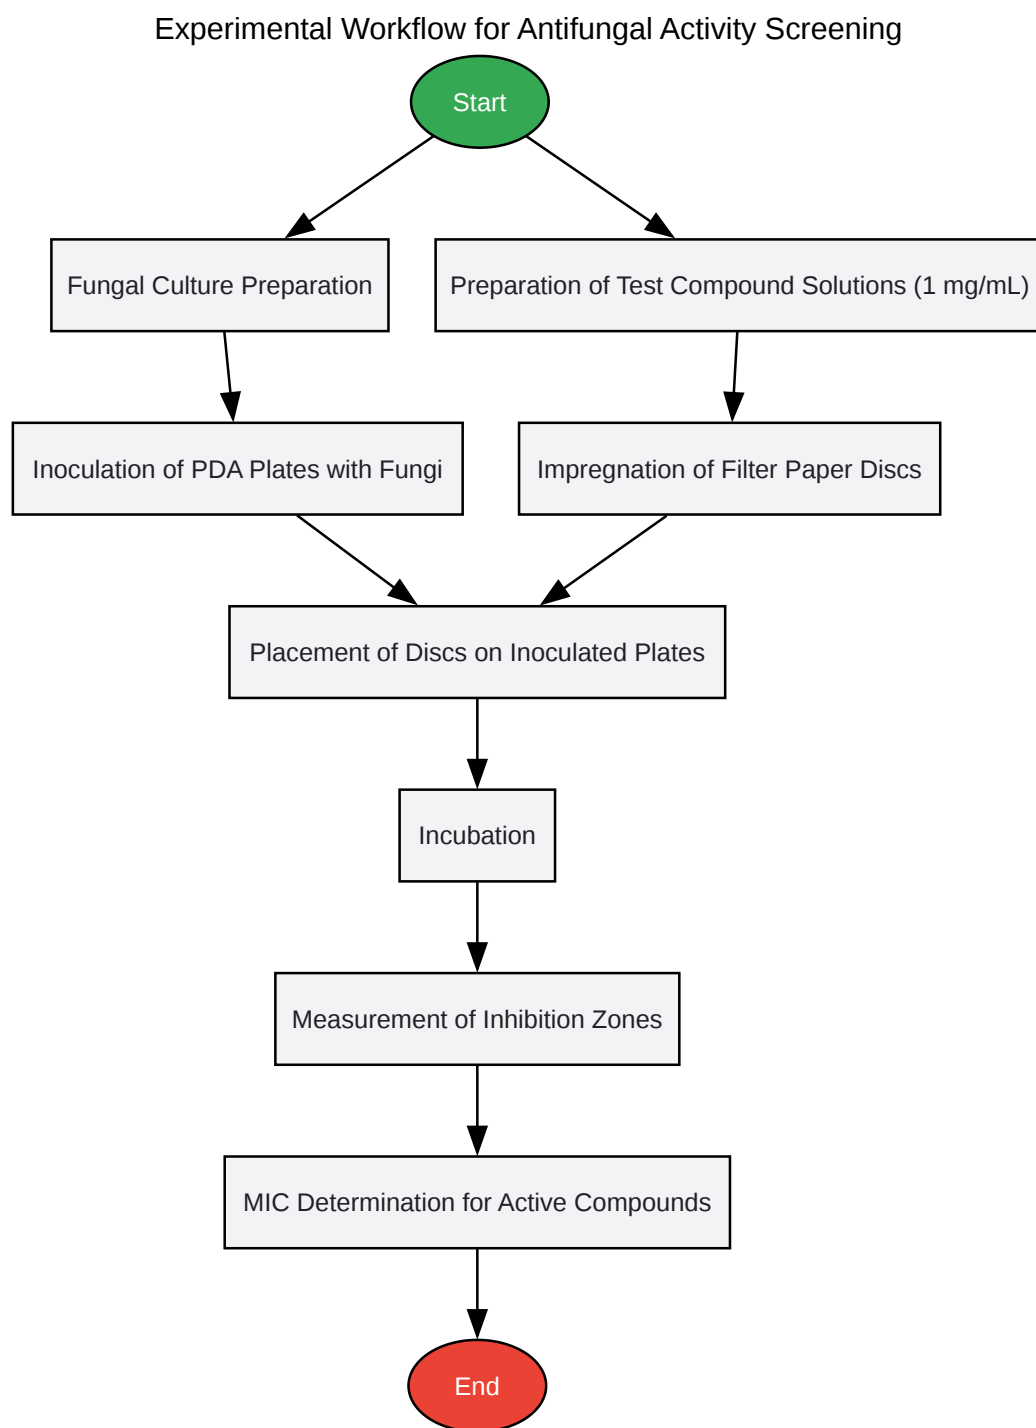 Experimental Workflow for Antifungal Activity Screening
Start
Fungal Culture Preparation
Preparation of Test Compound Solutions (1 mg/mL)
Inoculation of PDA Plates with Fungi
Impregnation of Filter Paper Discs
Placement of Discs on Inoculated Plates
Incubation
Measurement of Inhibition Zones
MIC Determination for Active Compounds
End